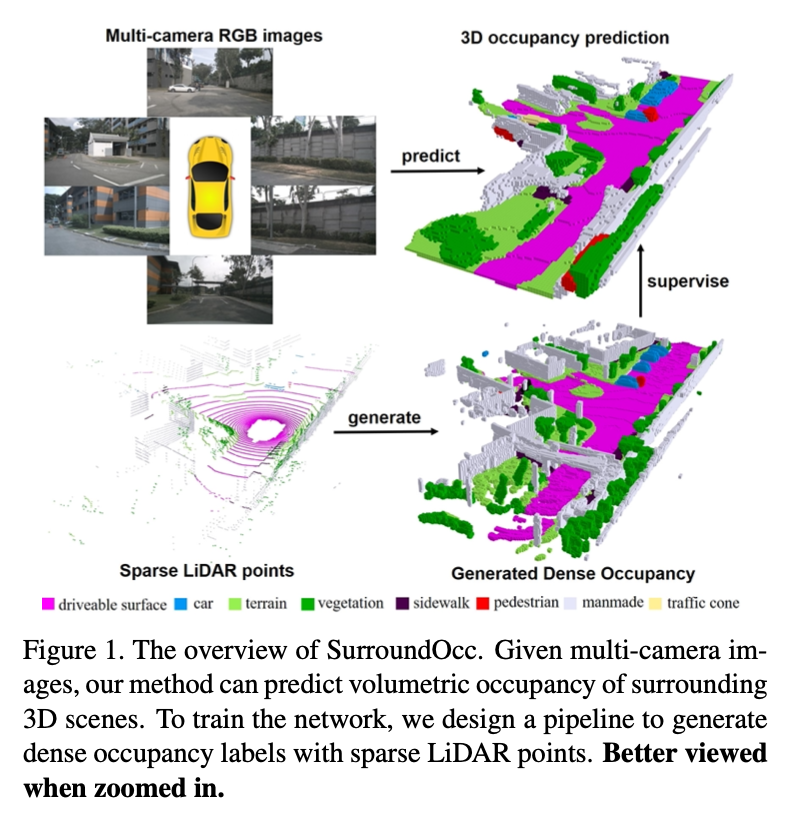 Multi-camera RGB images
3D occupancy prediction
predict
supervise
generate
Sparse LiDAR points
Generated Dense Occupancy
driveable surface car terrain vegetation sidewalk pedestrian manmade traffic cone
Figure 1. The overview of SurroundOcc. Given multi-camera im-
ages, our method can predict volumetric occupancy of surrounding
3D scenes. To train the network, we design a pipeline to generate
dense occupancy labels with sparse LiDAR points. Better viewed
when zoomed in.